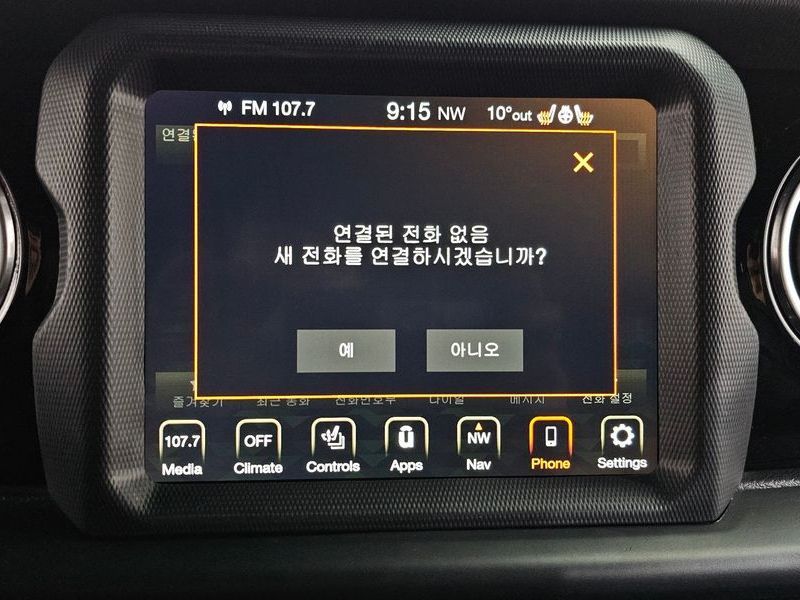 FM 107.7 9:15 NW 10°out
연결
연결된 전화 없음
새 전화를 연결하시겠습니까?
예 아니오
즐겨찾기 최근 통화 전화번호부 다이얼 메시지 전화 설정
107.7 OFF NW
Media Climate Controls Apps Nav Phone Settings